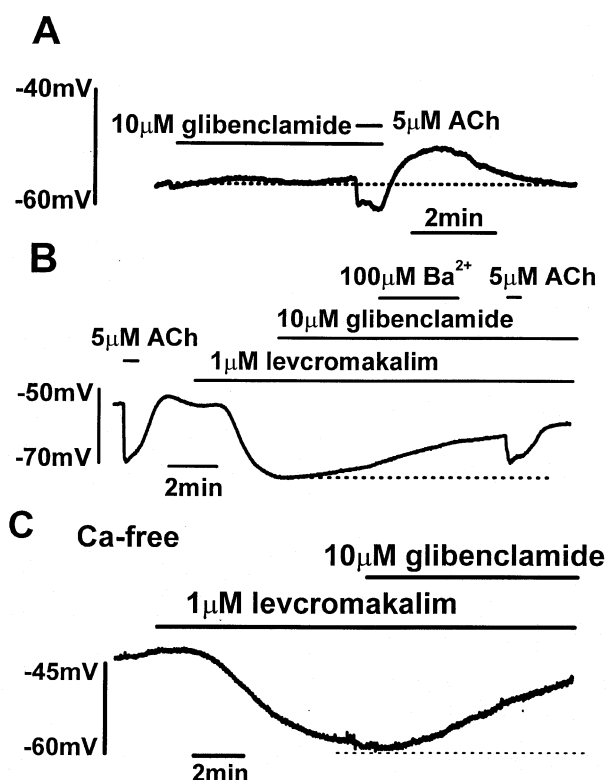 A
-40mV
10μM glibenclamide 5μM ACh
-60mV
2min
B
100μM Ba²⁺ 5μM ACh
10μM glibenclamide
5μM ACh
1μM levcromakalim
-50mV
-70mV
2min
C
Ca-free
10μM glibenclamide
1μM levcromakalim
-45mV
-60mV
2min